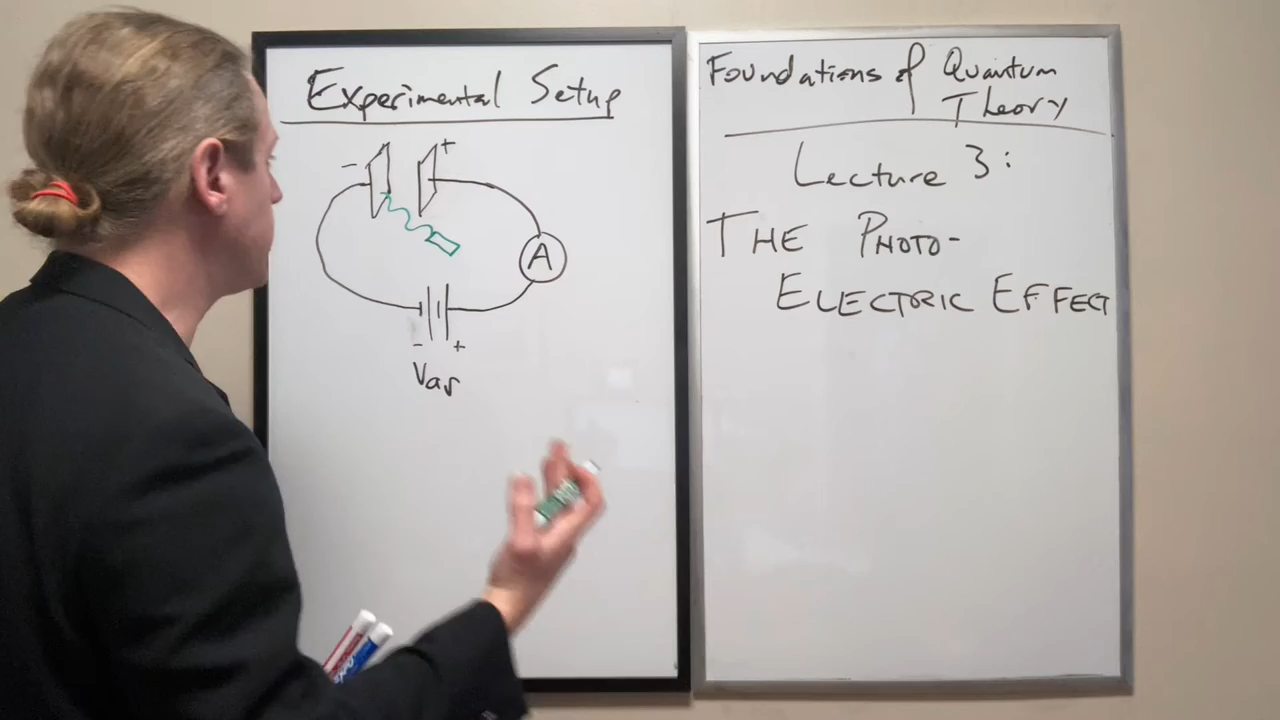 Experimental Setup
- +
A
- +
Var
Foundations of Quantum
Theory
Lecture 3:
THE PHOTO-
ELECTRIC EFFECT